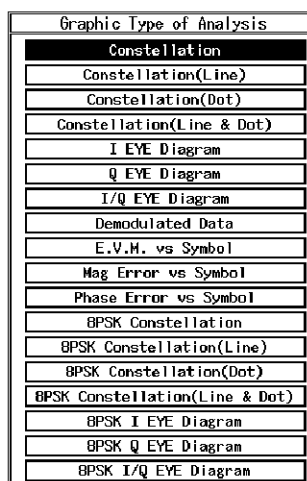 Graphic Type of Analysis
Constellation
Constellation(Line)
Constellation(Dot)
Constellation(Line & Dot)
I EYE Diagram
Q EYE Diagram
I/Q EYE Diagram
Demodulated Data
E.V.M. vs Symbol
Mag Error vs Symbol
Phase Error vs Symbol
8PSK Constellation
8PSK Constellation(Line)
8PSK Constellation(Dot)
8PSK Constellation(Line & Dot)
8PSK I EYE Diagram
8PSK Q EYE Diagram
8PSK I/Q EYE Diagram